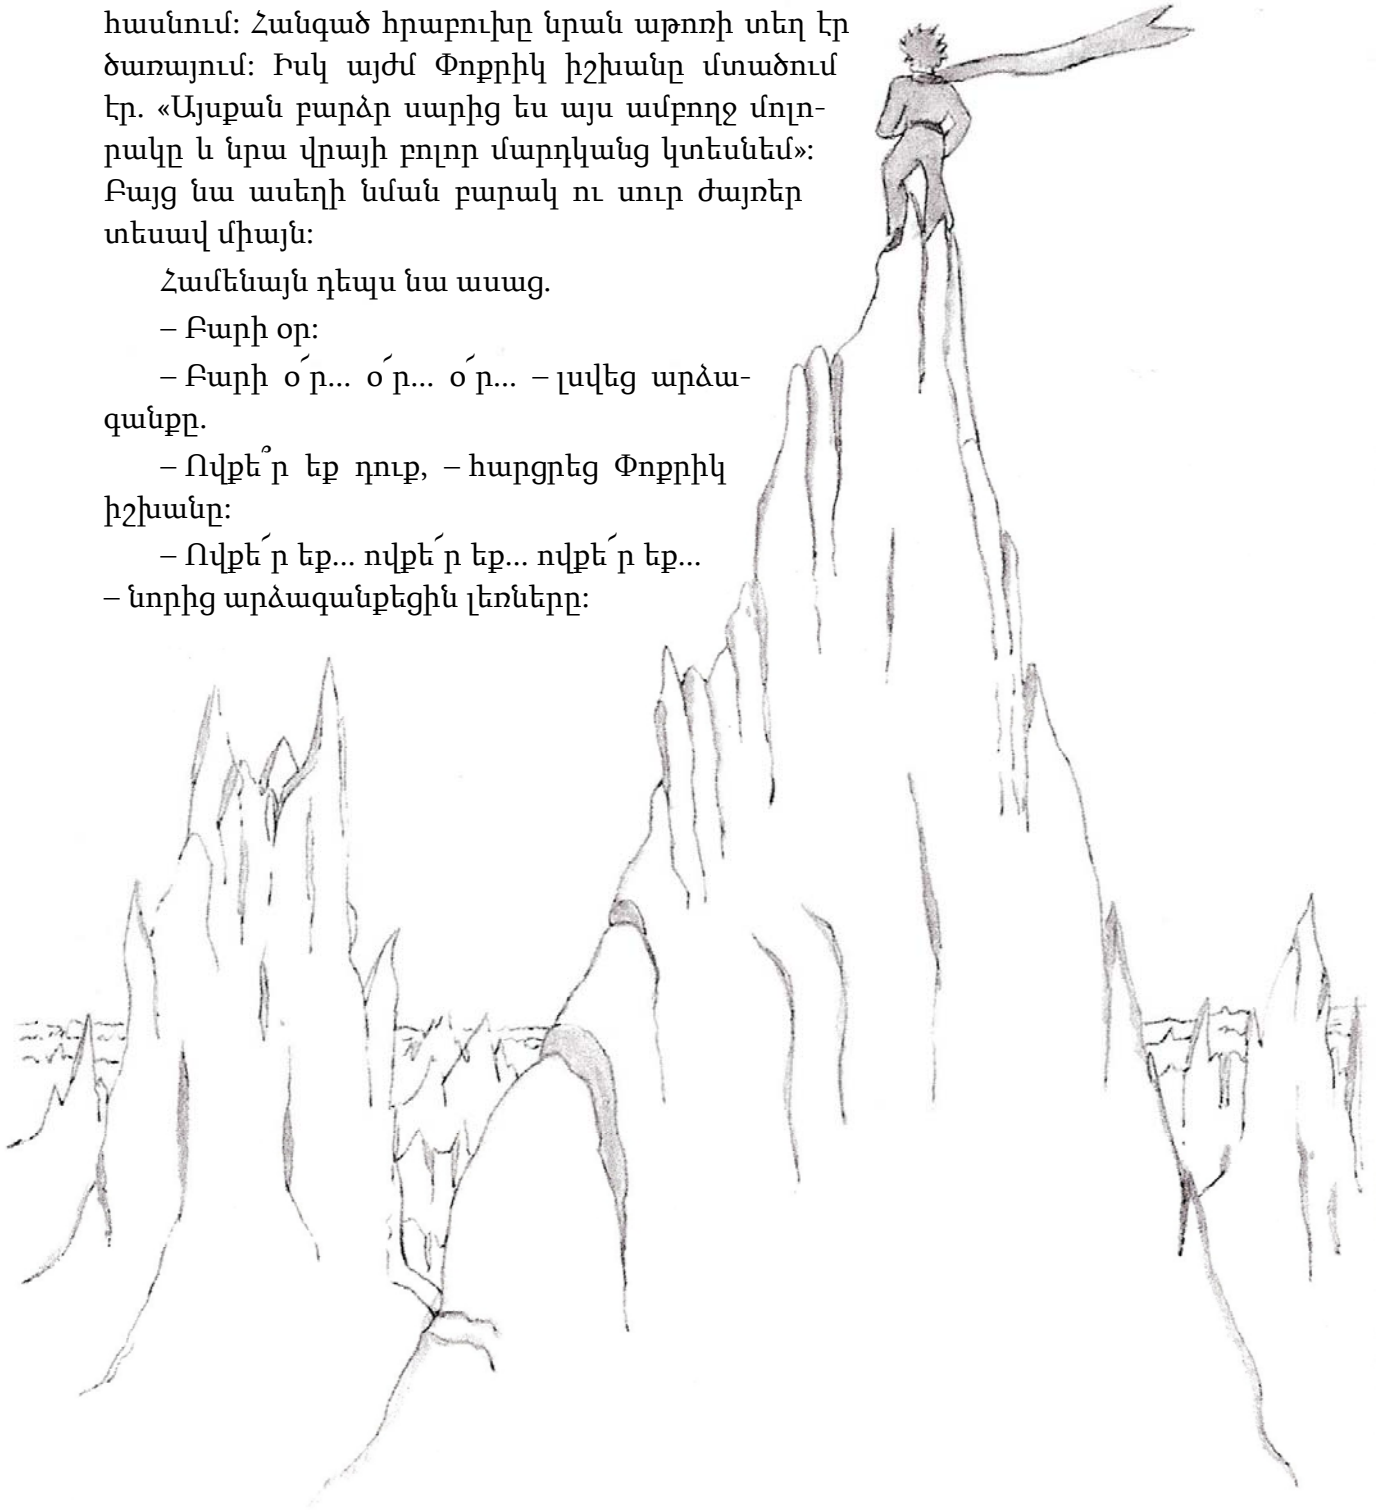 հասնում։ Հանգած հրաբուխը նրան աթոռի տեղ էր
ծառայում։ Իսկ այժմ Փոքրիկ իշխանը մտածում
էր. «Այսքան բարձր սարից ես այս ամբողջ մոլո-
րակը և նրա վրայի բոլոր մարդկանց կտեսնեմ»։
Բայց նա ասեղի նման բարակ ու սուր ժայռեր
տեսավ միայն։
Համենայն դեպս նա ասաց.
– Բարի օր։
– Բարի օ՛ր... օ՛ր... օ՛ր... – լսվեց արձա-
գանքը.
– Ովքե՞ր եք դուք, – հարցրեց Փոքրիկ
իշխանը։
– Ովքե՛ր եք... ովքե՛ր եք... ովքե՛ր եք...
– նորից արձագանքեցին լեռները։